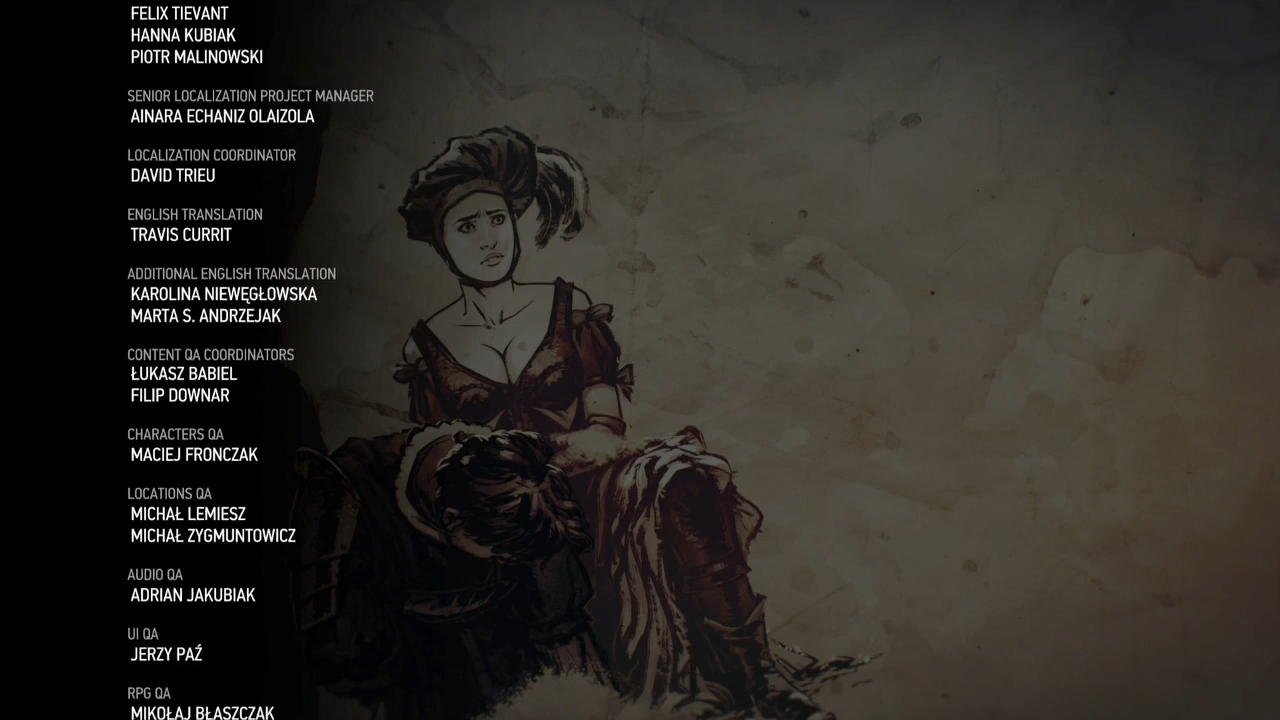 FELIX TIEVANT
HANNA KUBIAK
PIOTR MALINOWSKI
SENIOR LOCALIZATION PROJECT MANAGER
AINARA ECHANIZ OLAIZOLA
LOCALIZATION COORDINATOR
DAVID TRIEU
ENGLISH TRANSLATION
TRAVIS CURRIT
ADDITIONAL ENGLISH TRANSLATION
KAROLINA NIEWĘGŁOWSKA
MARTA S. ANDRZEJAK
CONTENT QA COORDINATORS
ŁUKASZ BABIEL
FILIP DOWNAR
CHARACTERS QA
MACIEJ FRONCZAK
LOCATIONS QA
MICHAŁ LEMIESZ
MICHAŁ ZYGMUNTOWICZ
AUDIO QA
ADRIAN JAKUBIAK
UI QA
JERZY PAŹ
RPG QA
MIKOŁAJ BŁASZCZAK